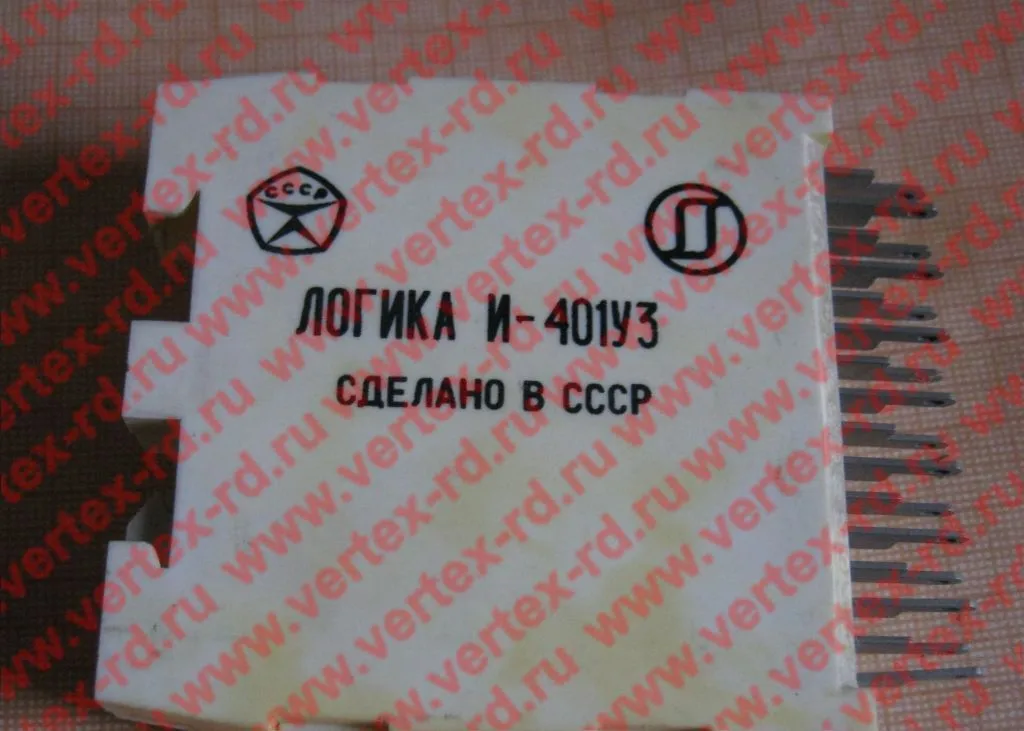 СССР
ЛОГИКА И-401У3
СДЕЛАНО В СССР
www.vertex-rd.ru